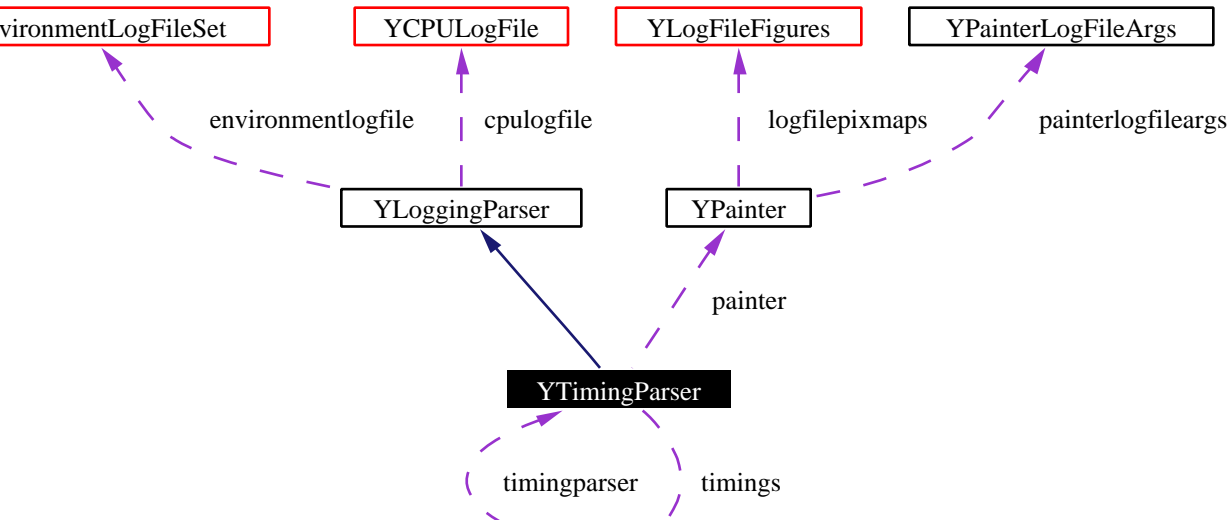 vironmentLogFileSet
YCPULogFile
YLogFileFigures
YPainterLogFileArgs
environmentlogfile
cpulogfile
logfilepixmaps
painterlogfileargs
YLoggingParser
YPainter
painter
YTimingParser
timingparser
timings